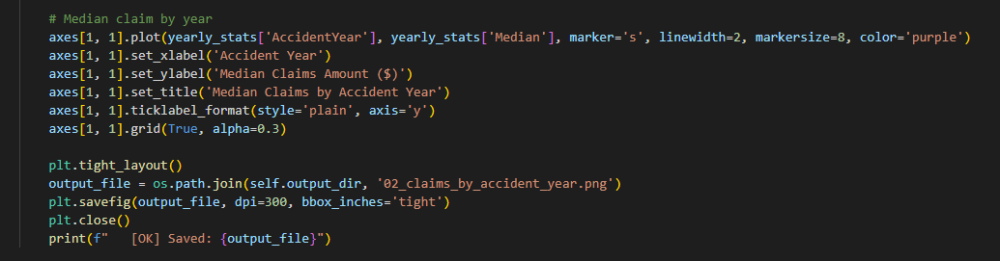 # Median claim by year
axes[1, 1].plot(yearly_stats['AccidentYear'], yearly_stats['Median'], marker='s', linewidth=2, markersize=8, color='purple')
axes[1, 1].set_xlabel('Accident Year')
axes[1, 1].set_ylabel('Median Claims Amount ($)')
axes[1, 1].set_title('Median Claims by Accident Year')
axes[1, 1].ticklabel_format(style='plain', axis='y')
axes[1, 1].grid(True, alpha=0.3)
plt.tight_layout()
output_file = os.path.join(self.output_dir, '02_claims_by_accident_year.png')
plt.savefig(output_file, dpi=300, bbox_inches='tight')
plt.close()
print(f"   [OK] Saved: {output_file}")